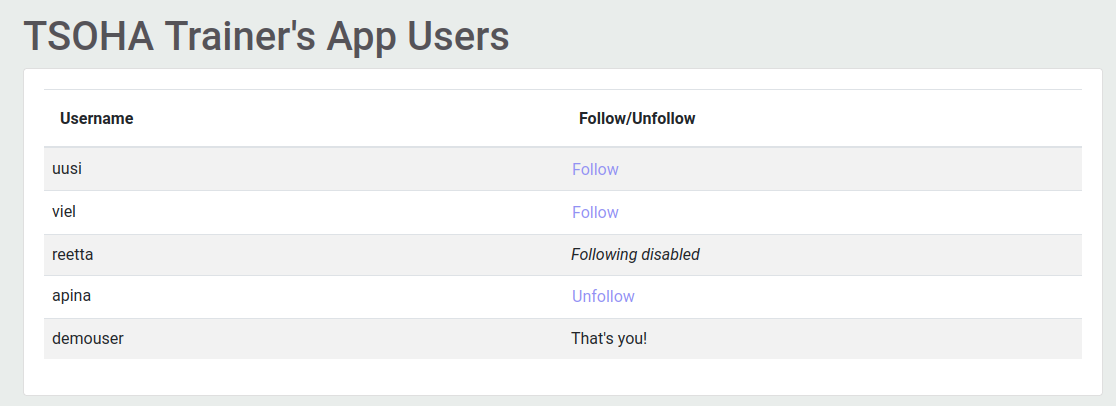 TSOHA Trainer's App Users
Username Follow/Unfollow
uusi Follow
viel Follow
reetta Following disabled
apina Unfollow
demouser That's you!